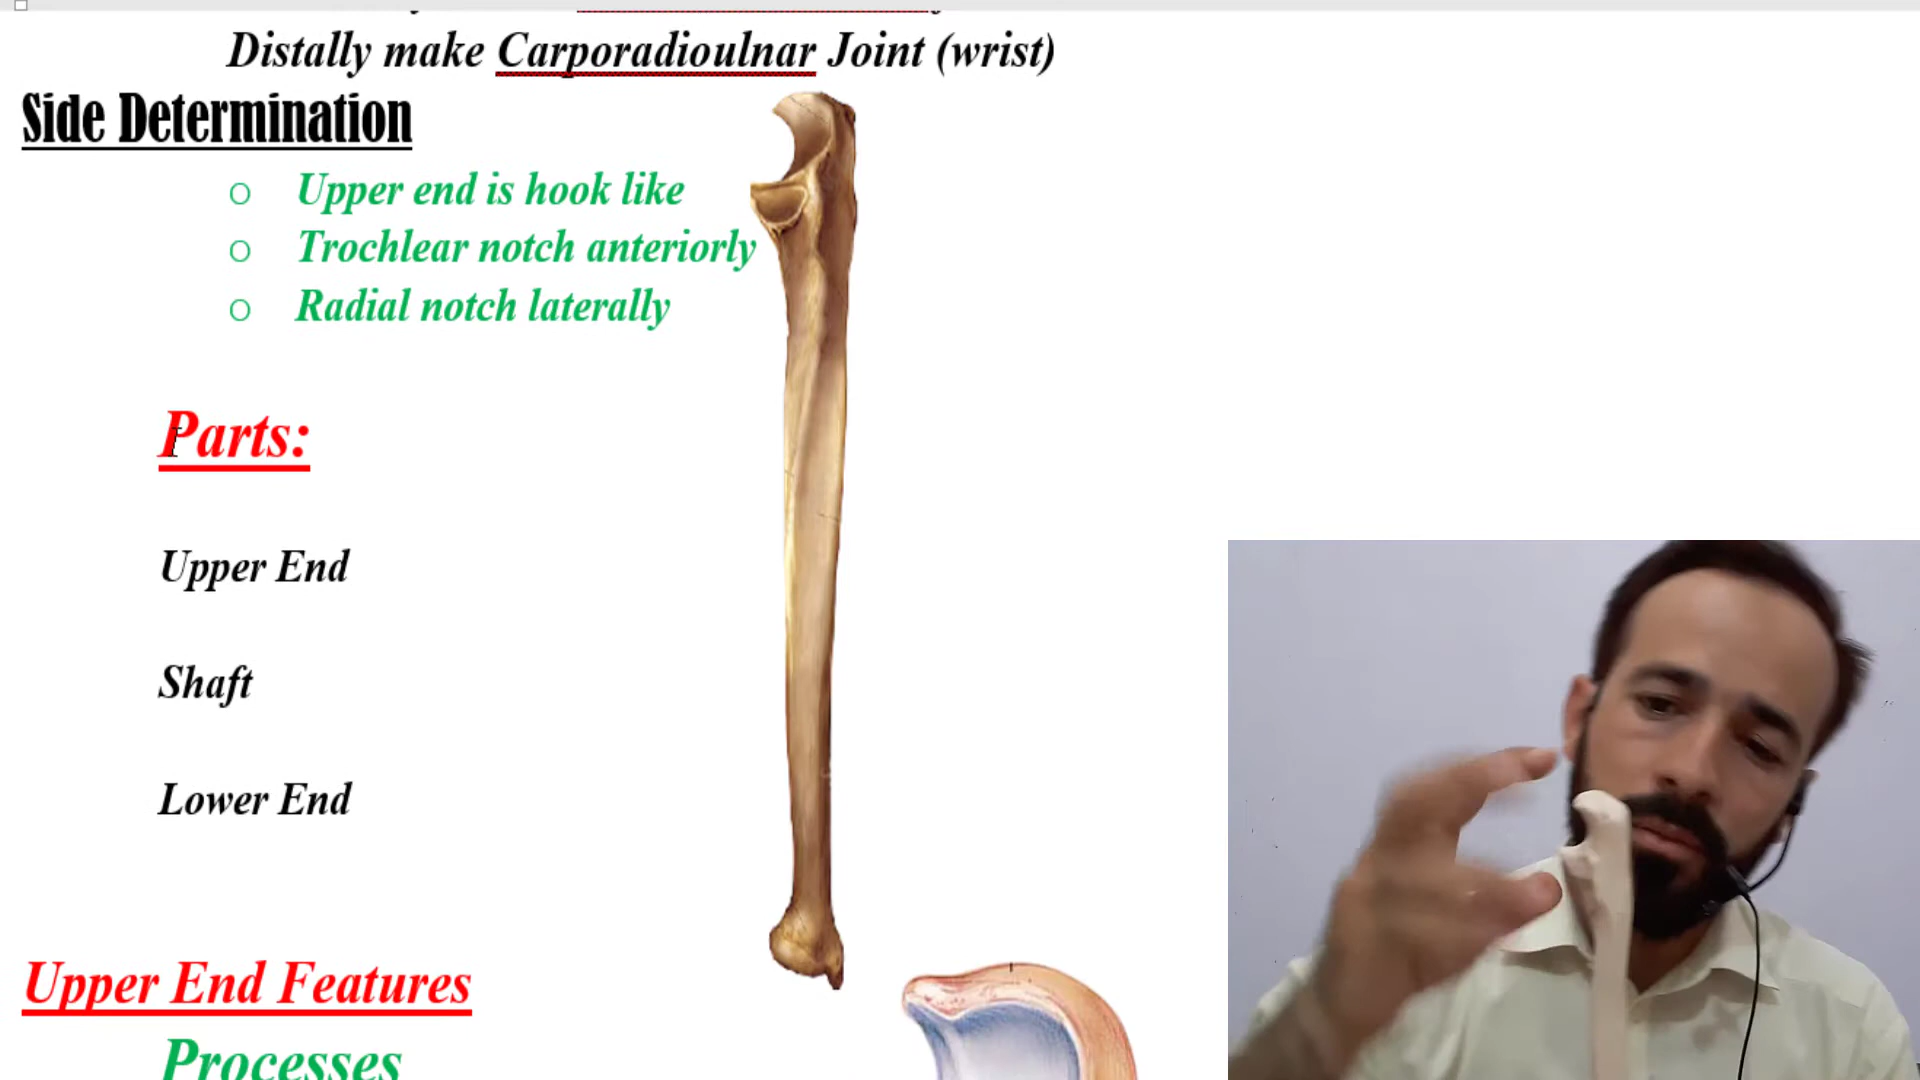 Distally make Carporadioulnar Joint (wrist)
Side Determination
o Upper end is hook like
o Trochlear notch anteriorly
o Radial notch laterally
Parts:
Upper End
Shaft
Lower End
Upper End Features
Processes